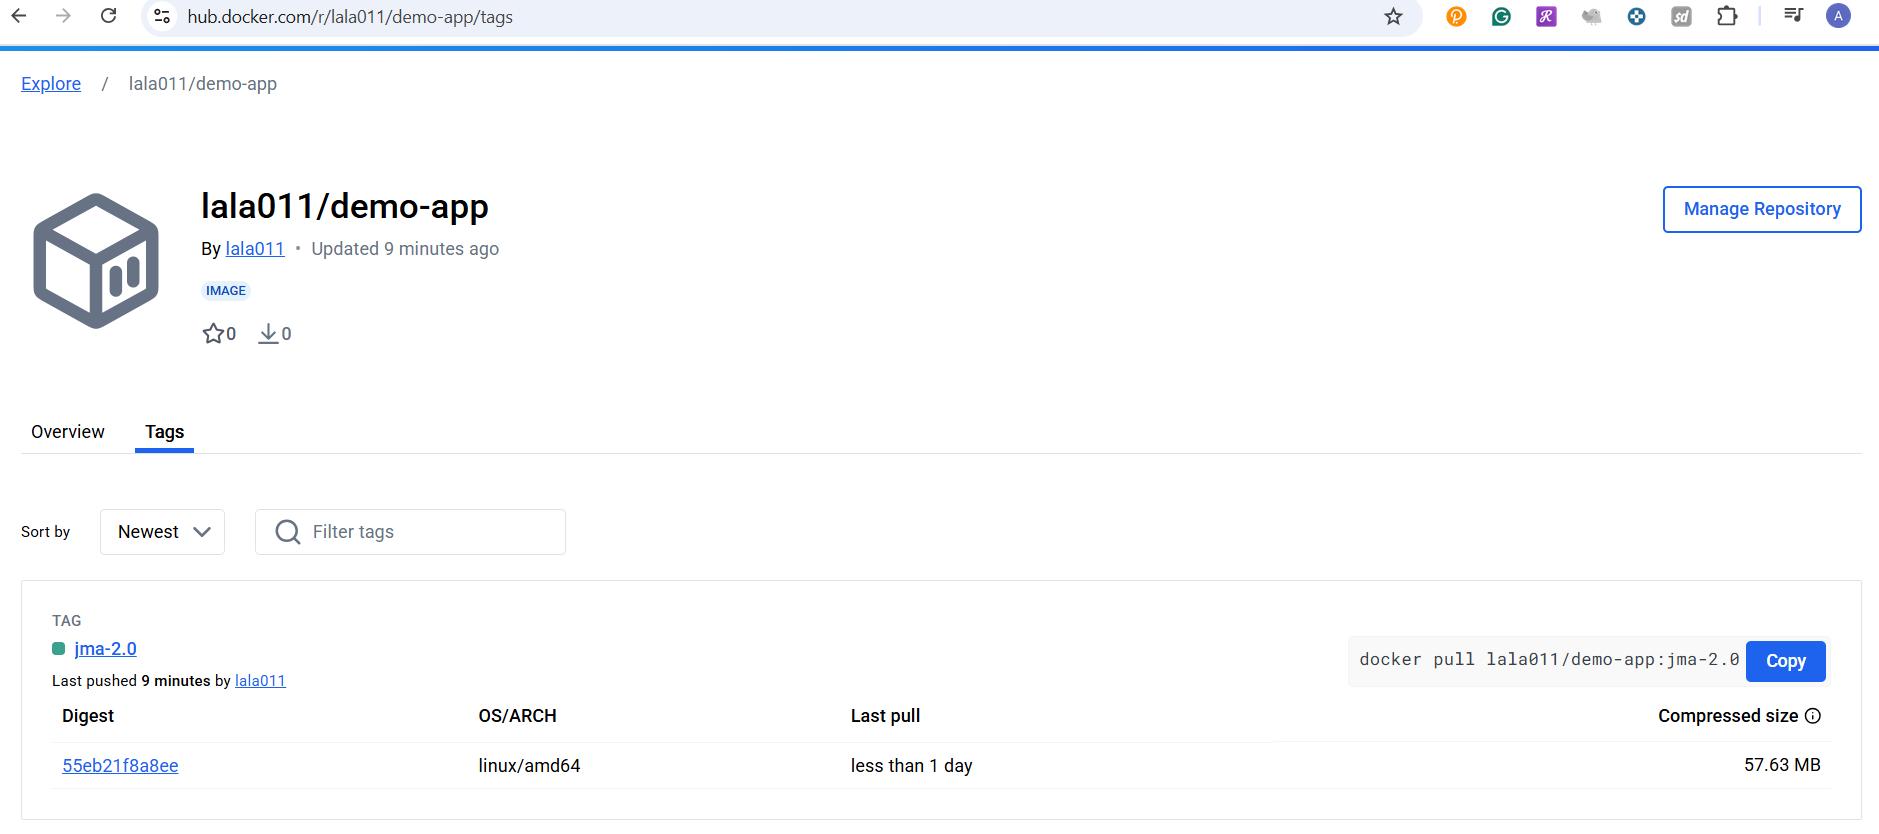 hub.docker.com/r/lala011/demo-app/tags
A
Explore / lala011/demo-app
lala011/demo-app
Manage Repository
By lala011 • Updated 9 minutes ago
IMAGE
0 0
Overview Tags
Sort by Newest Filter tags
TAG
jma-2.0
docker pull lala011/demo-app:jma-2.0 Copy
Last pushed 9 minutes by lala011
Digest OS/ARCH Last pull Compressed size
55eb21f8a8ee linux/amd64 less than 1 day 57.63 MB